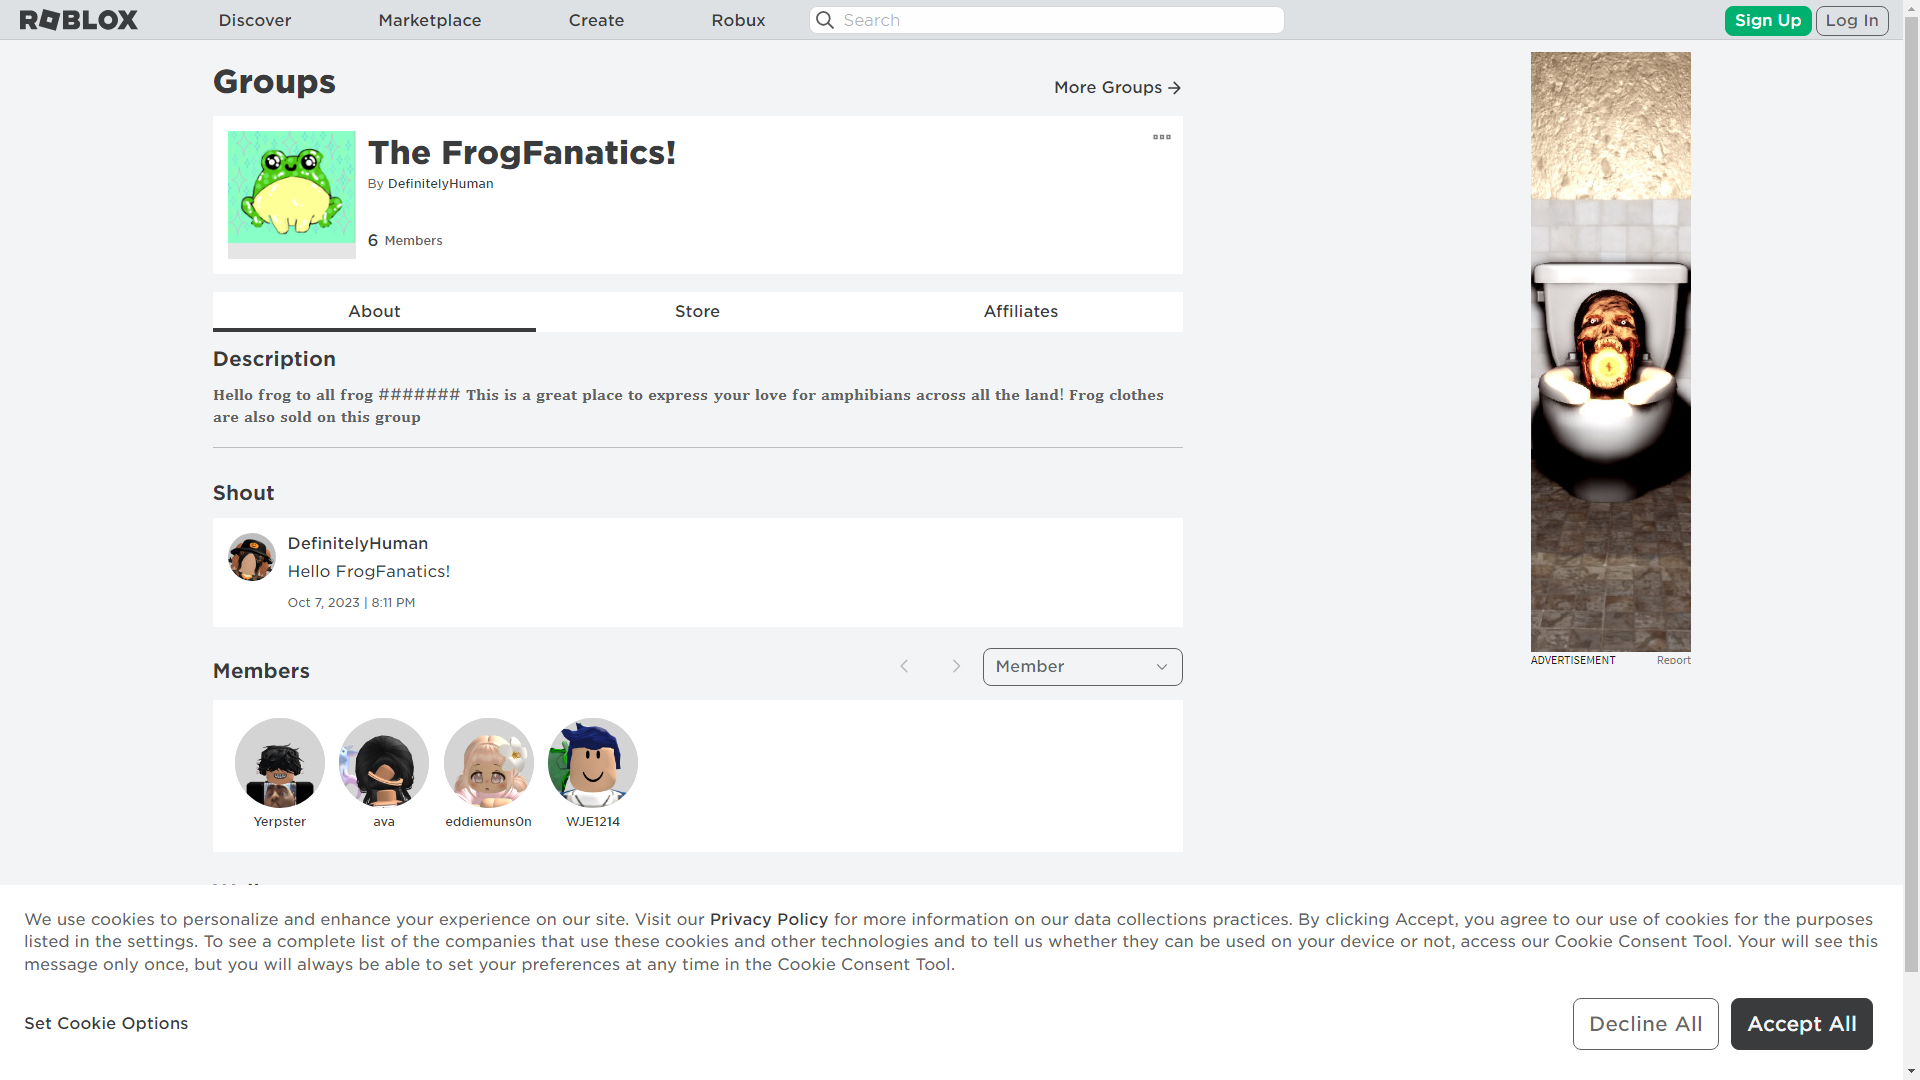 ROBLOX
Discover
Marketplace
Create
Robux
Search
Sign Up
Log In
Groups
More Groups
The FrogFanatics!
By DefinitelyHuman
6 Members
About
Store
Affiliates
Description
Hello frog to all frog ####### This is a great place to express your love for amphibians across all the land! Frog clothes
are also sold on this group
Shout
DefinitelyHuman
Hello FrogFanatics!
Oct 7, 2023 | 8:11 PM
ADVERTISEMENT
Report
Members
Member
Yerpster
ava
eddiemuns0n
WJE1214
We use cookies to personalize and enhance your experience on our site. Visit our Privacy Policy for more information on our data collections practices. By clicking Accept, you agree to our use of cookies for the purposes
listed in the settings. To see a complete list of the companies that use these cookies and other technologies and to tell us whether they can be used on your device or not, access our Cookie Consent Tool. Your will see this
message only once, but you will always be able to set your preferences at any time in the Cookie Consent Tool.
Set Cookie Options
Decline All
Accept All